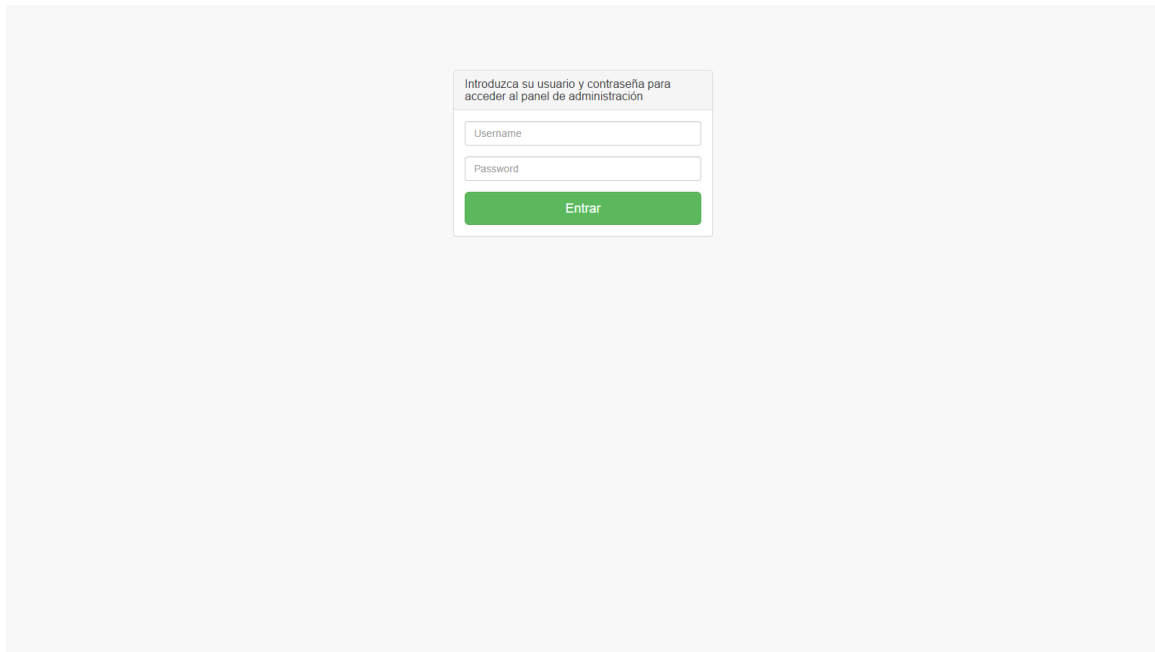 Introduzca su usuario y contraseña para
acceder al panel de administración
Username
Password
Entrar